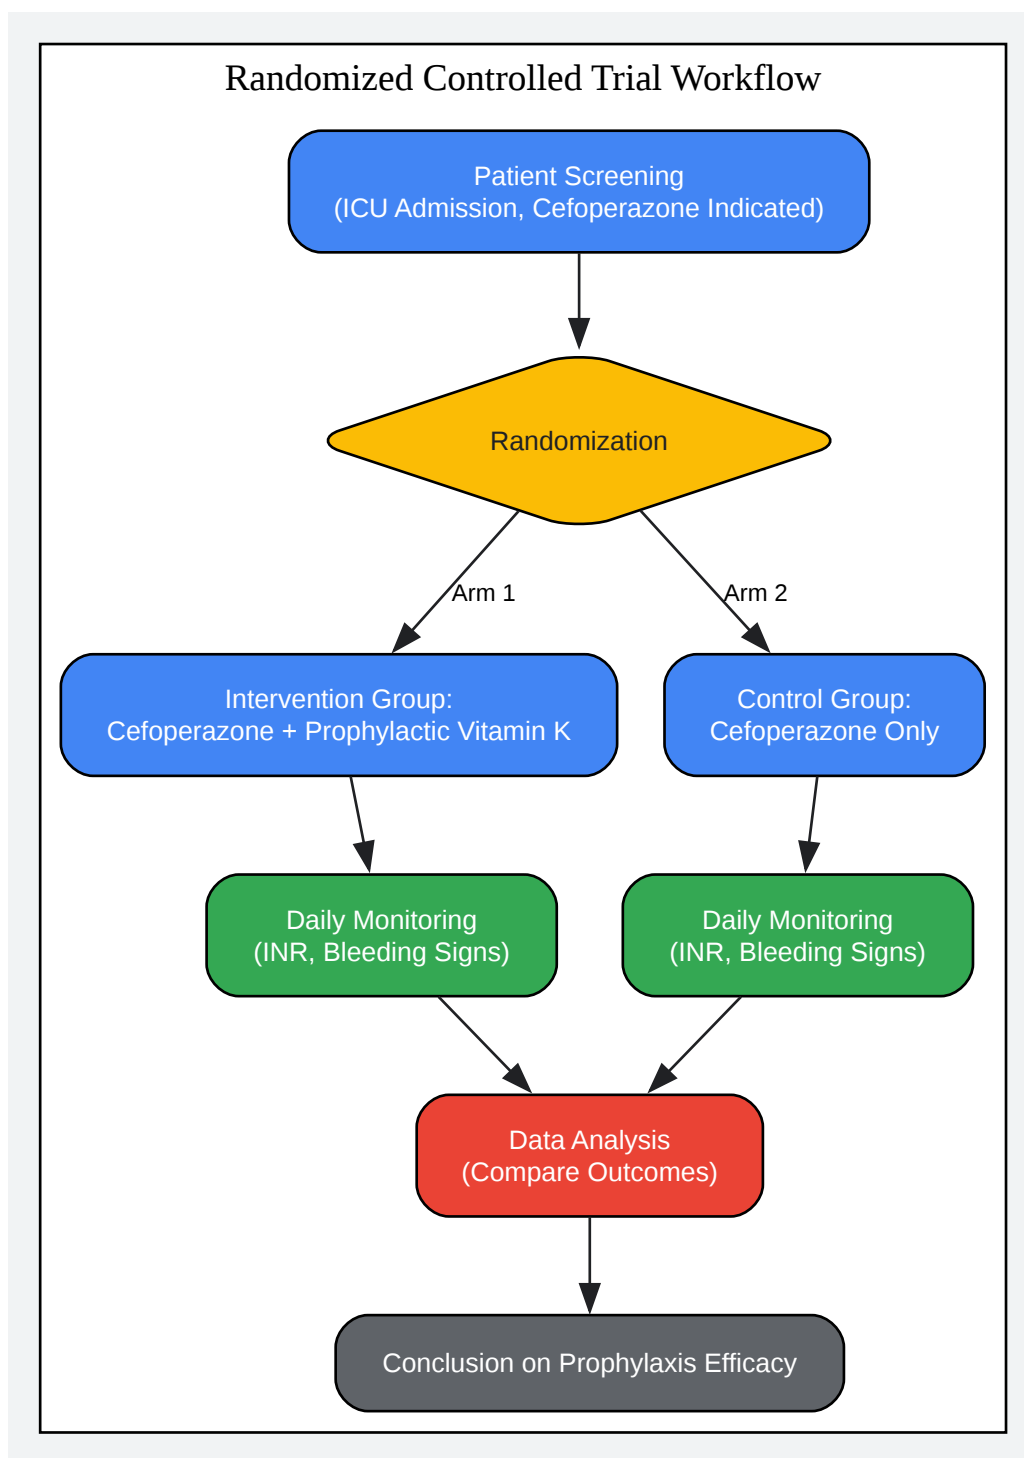 Randomized Controlled Trial Workflow
Patient Screening
(ICU Admission, Cefoperazone Indicated)
Randomization
Arm 1
Arm 2
Intervention Group:
Cefoperazone + Prophylactic Vitamin K
Control Group:
Cefoperazone Only
Daily Monitoring
(INR, Bleeding Signs)
Daily Monitoring
(INR, Bleeding Signs)
Data Analysis
(Compare Outcomes)
Conclusion on Prophylaxis Efficacy